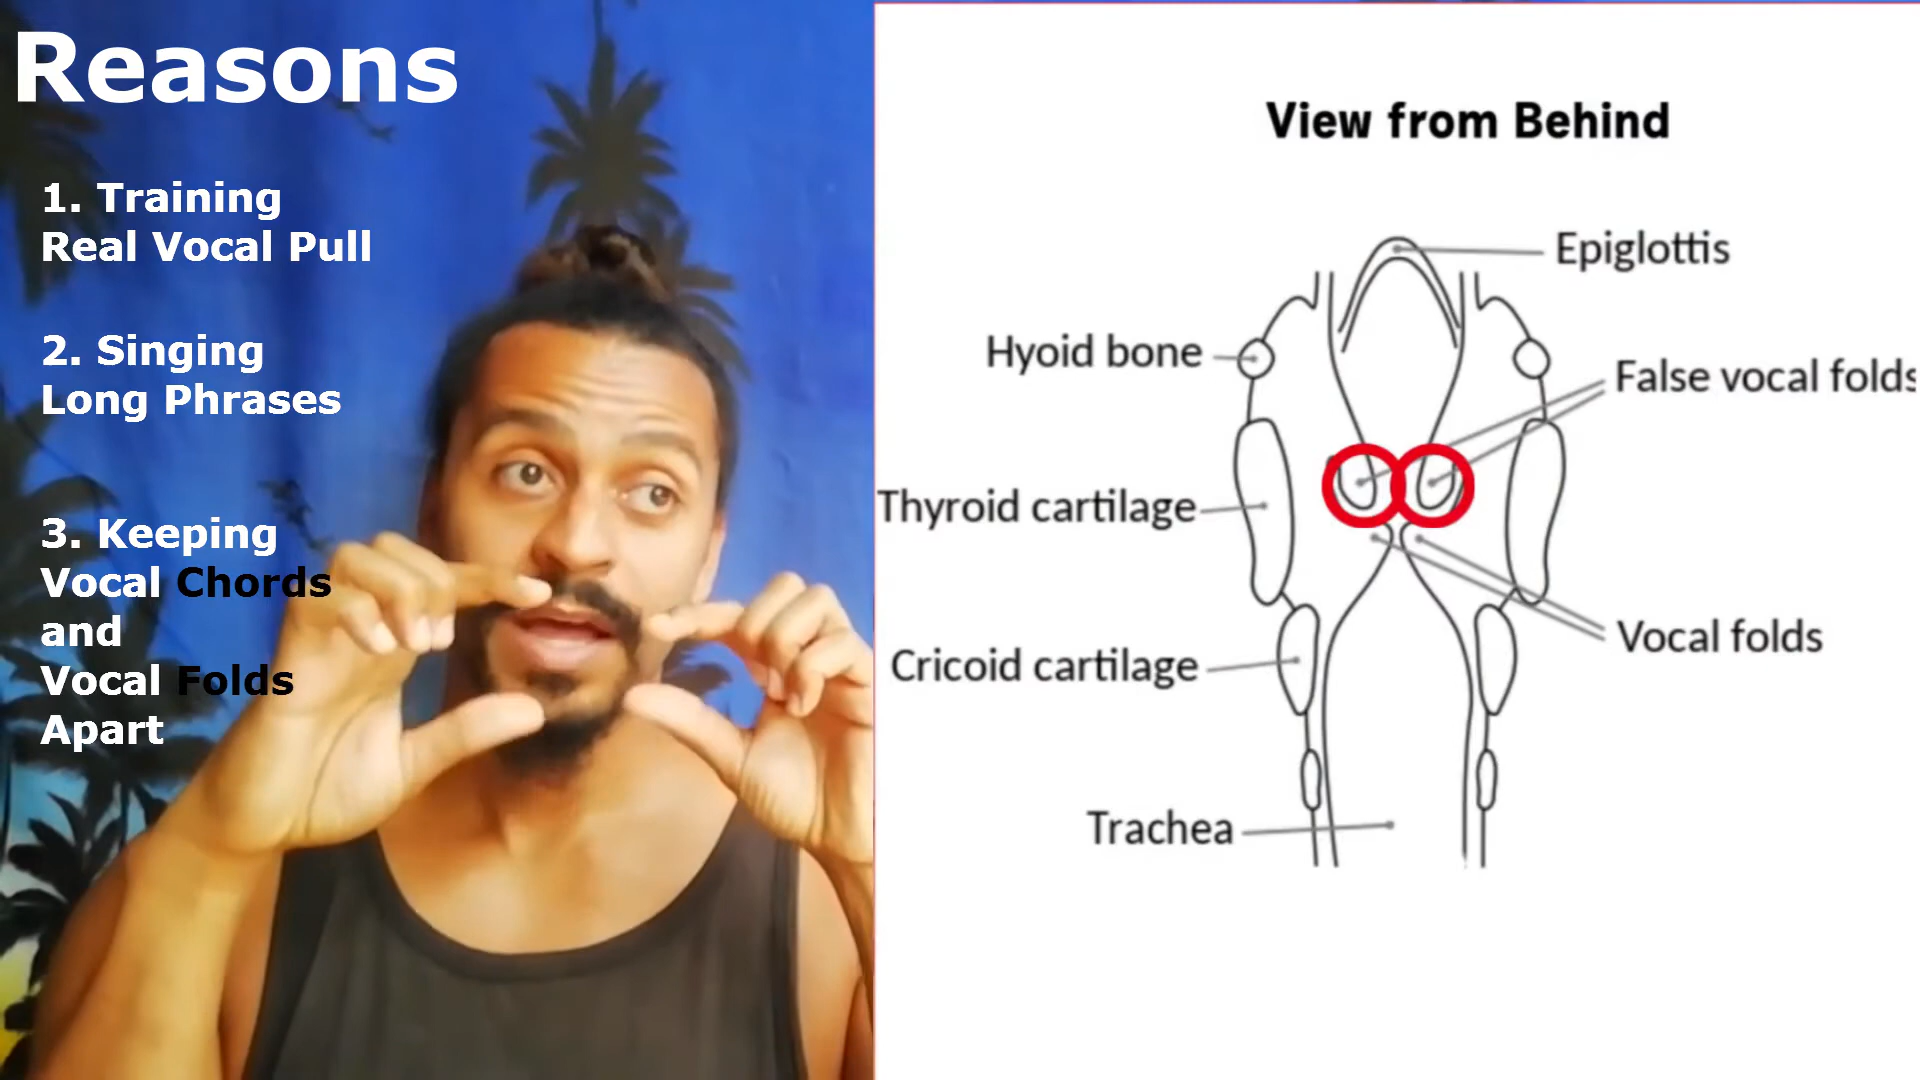 Reasons
1. Training
Real Vocal Pull
2. Singing
Long Phrases
3. Keeping
Vocal Chords
and
Vocal Folds
Apart
View from Behind
Epiglottis
Hyoid bone
False vocal folds
Thyroid cartilage
Vocal folds
Cricoid cartilage
Trachea